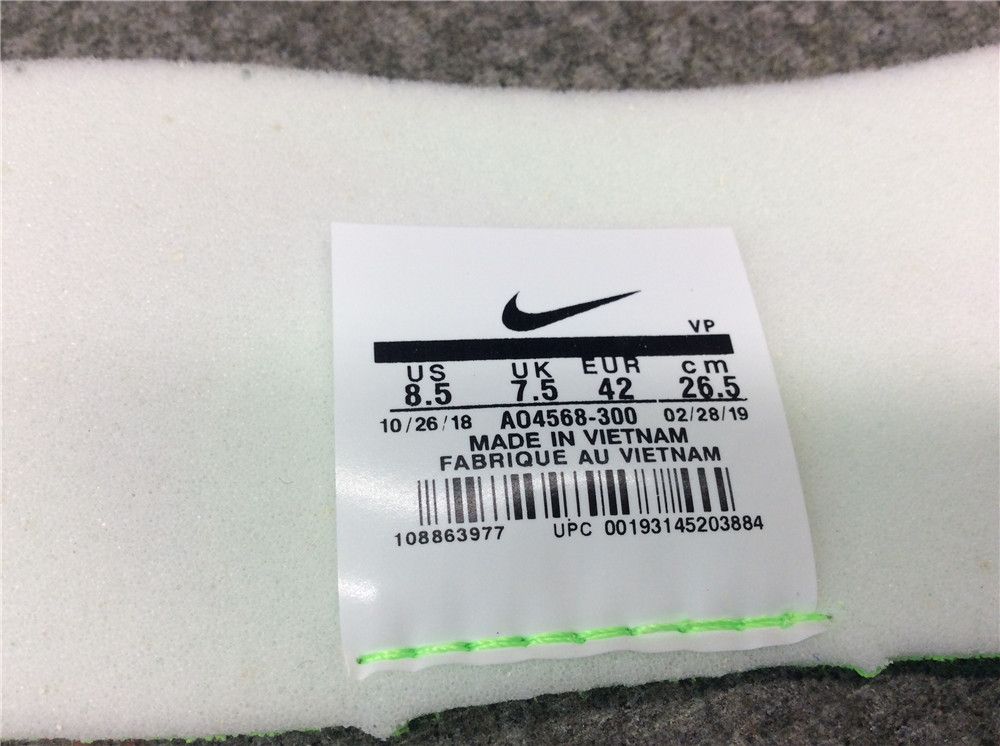 VP
US UK EUR cm
8.5 7.5 42 26.5
10/26/18 AO4568-300 02/28/19
MADE IN VIETNAM
FABRIQUE AU VIETNAM
108863977 UPC 00193145203884